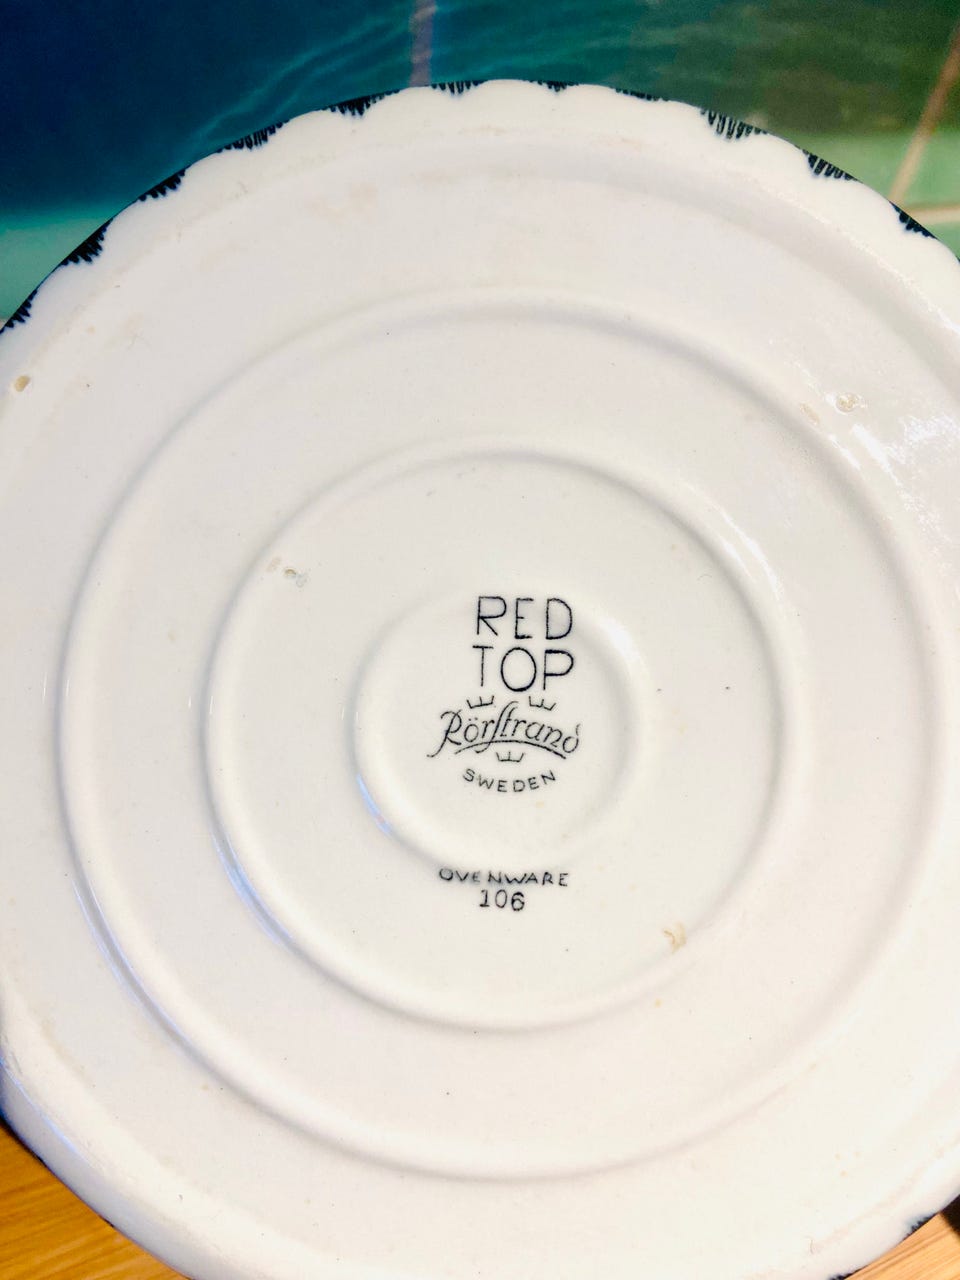 RED
TOP
Rörstrand
SWEDEN
OVENWARE
106